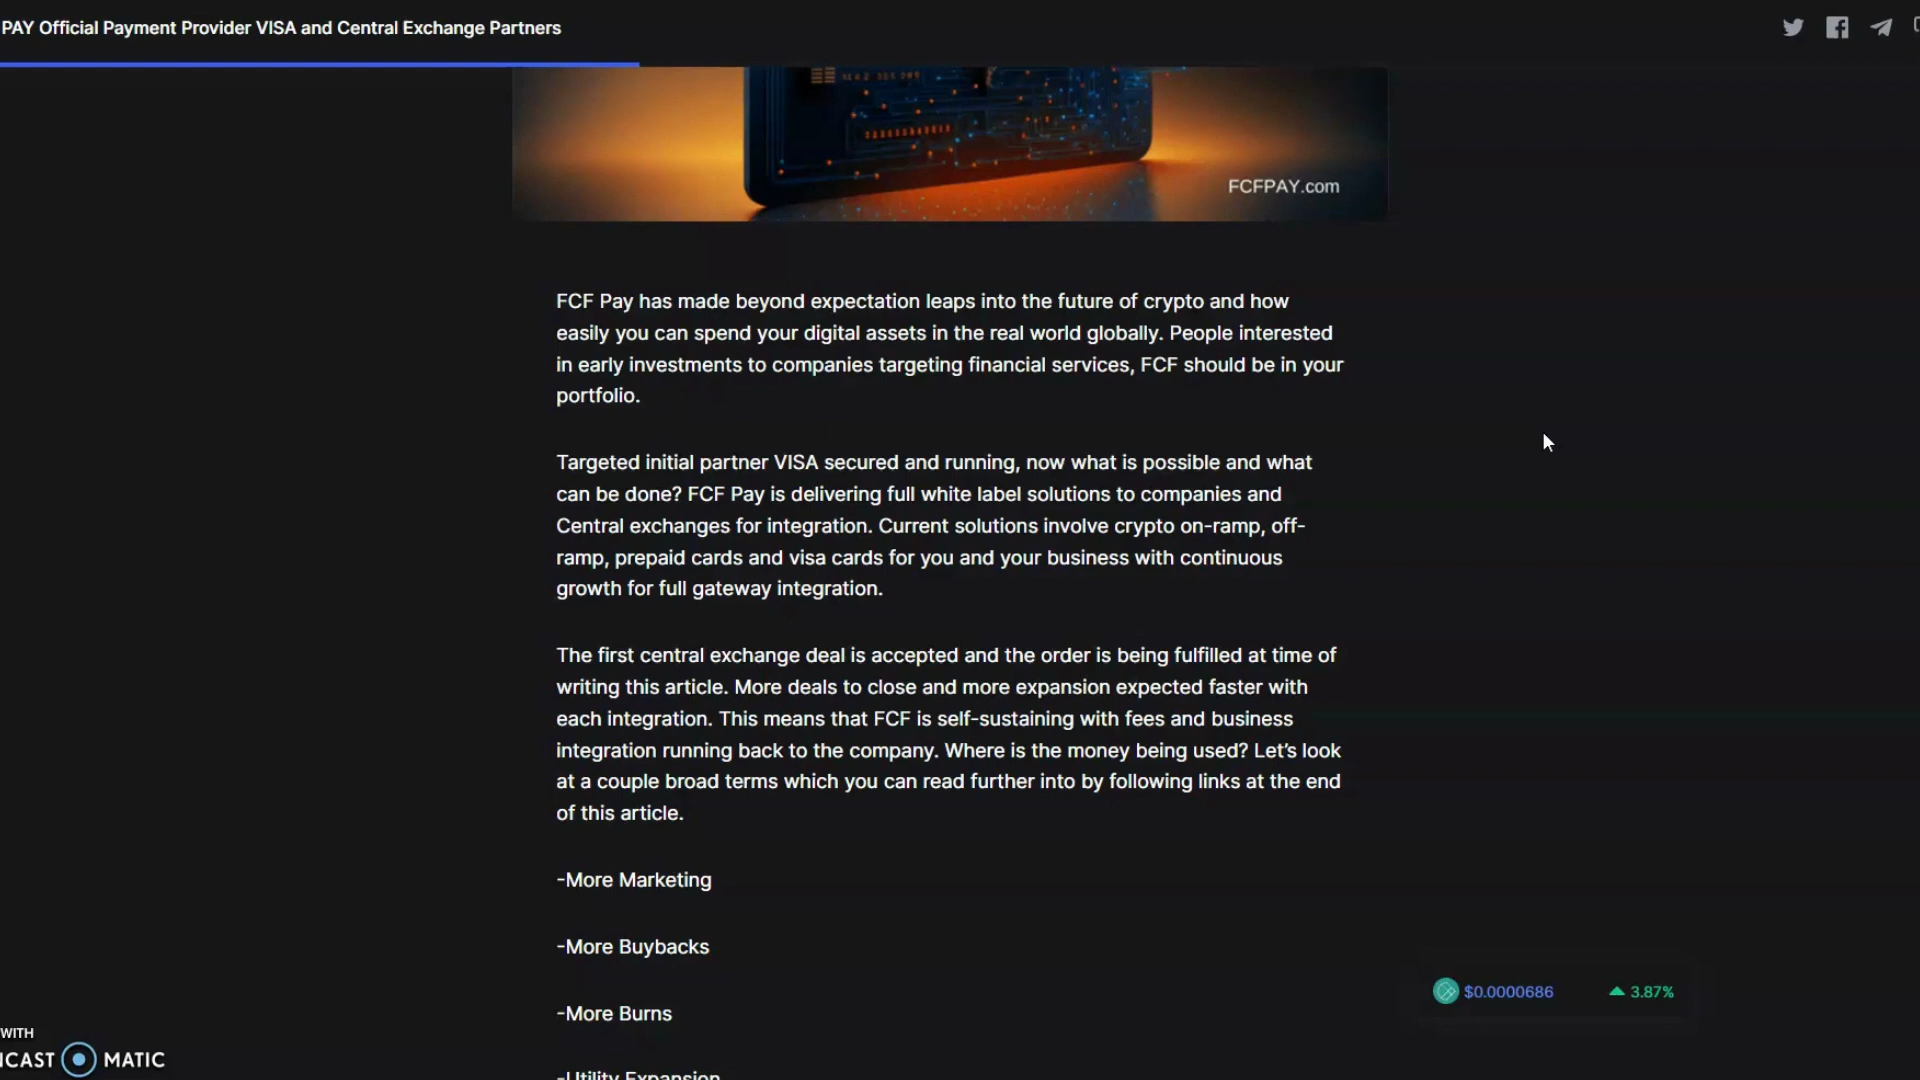 PAY Official Payment Provider VISA and Central Exchange Partners
FCFPAY.com
FCF Pay has made beyond expectation leaps into the future of crypto and how
easily you can spend your digital assets in the real world globally. People interested
in early investments to companies targeting financial services, FCF should be in your
portfolio.
Targeted initial partner VISA secured and running, now what is possible and what
can be done? FCF Pay is delivering full white label solutions to companies and
Central exchanges for integration. Current solutions involve crypto on-ramp, off-
ramp, prepaid cards and visa cards for you and your business with continuous
growth for full gateway integration.
The first central exchange deal is accepted and the order is being fulfilled at time of
writing this article. More deals to close and more expansion expected faster with
each integration. This means that FCF is self-sustaining with fees and business
integration running back to the company. Where is the money being used? Let’s look
at a couple broad terms which you can read further into by following links at the end
of this article.
-More Marketing
-More Buybacks
$0.0000686 3.87%
-More Burns
WITH
NCAST MATIC
-Utility Expansion